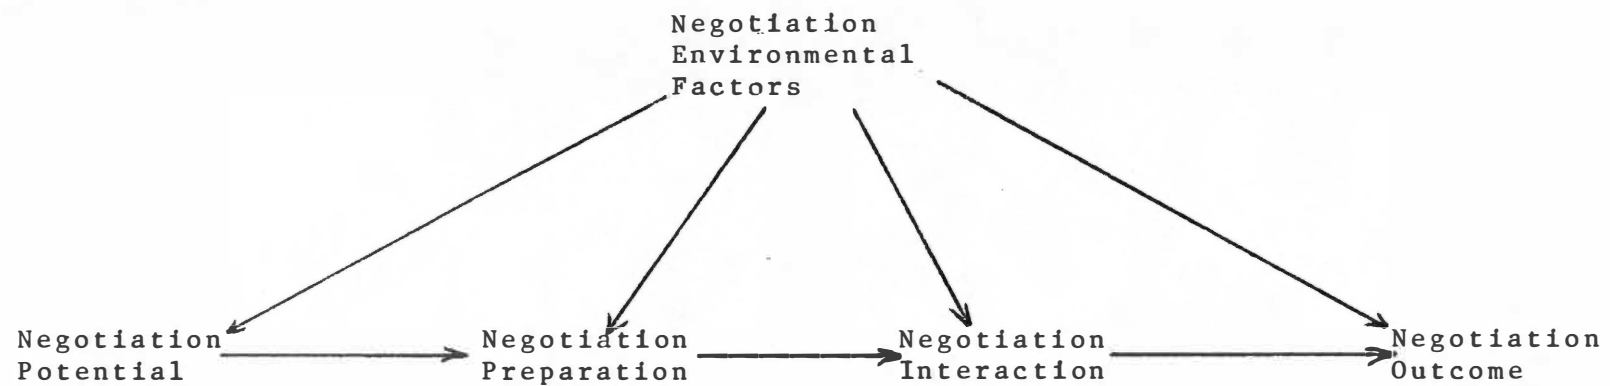 Negotiation
Environmental
Factors
Negotiation
Potential
Negotiation
Preparation
Negotiation
Interaction
Negotiation
Outcome